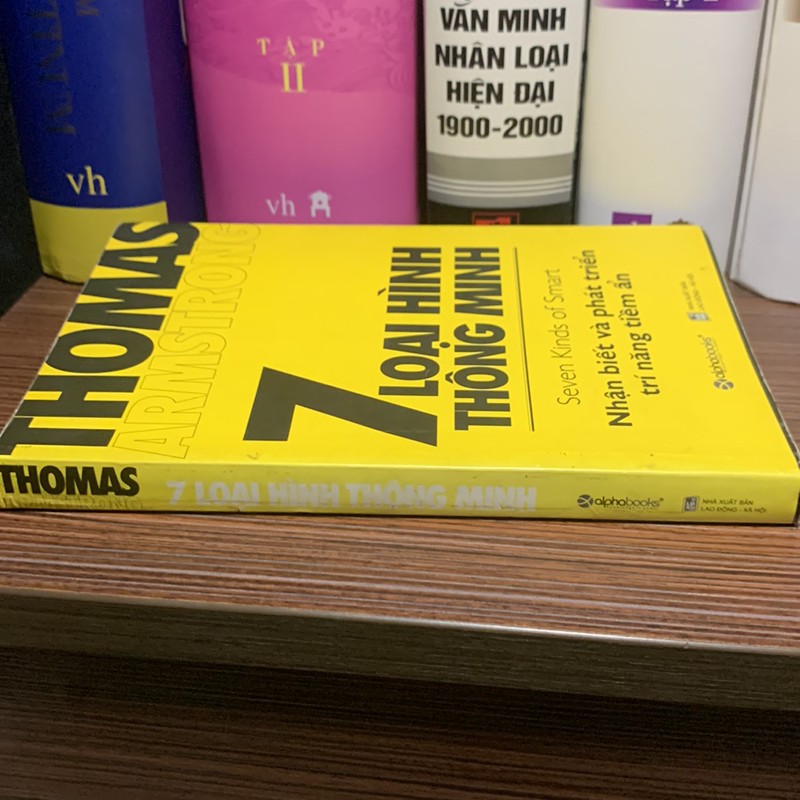 vh
TẬP
II
vh
VĂN MINH
NHÂN LOẠI
HIỆN ĐẠI
1900-2000
THOMAS
ARMSTRONG
7 LOẠI HÌNH
THÔNG MINH
Seven Kinds of Smart
Nhận biết và phát triển
trí năng tiềm ẩn
alphabooks
THOMAS
7 LOẠI HÌNH THÔNG MINH
alphabooks
NHÀ XUẤT BẢN
LAO ĐỘNG - XÃ HỘI